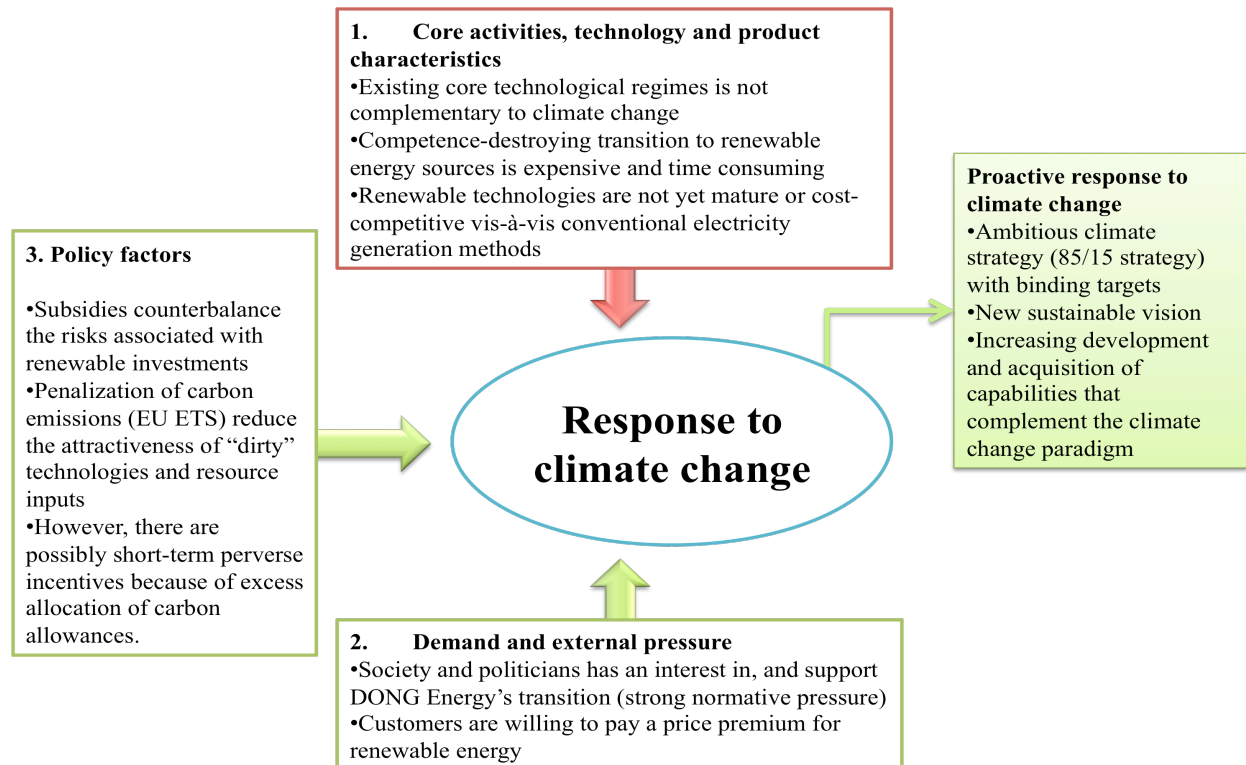 1. Core activities, technology and product
characteristics
•Existing core technological regimes is not
complementary to climate change
•Competence-destroying transition to renewable
energy sources is expensive and time consuming
•Renewable technologies are not yet mature or cost-
competitive vis-à-vis conventional electricity
generation methods
3. Policy factors
•Subsidies counterbalance
the risks associated with
renewable investments
•Penalization of carbon
emissions (EU ETS) reduce
the attractiveness of “dirty”
technologies and resource
inputs
•However, there are
possibly short-term perverse
incentives because of excess
allocation of carbon
allowances.
Response to
climate change
Proactive response to
climate change
•Ambitious climate
strategy (85/15 strategy)
with binding targets
•New sustainable vision
•Increasing development
and acquisition of
capabilities that
complement the climate
change paradigm
2. Demand and external pressure
•Society and politicians has an interest in, and support
DONG Energy’s transition (strong normative pressure)
•Customers are willing to pay a price premium for
renewable energy